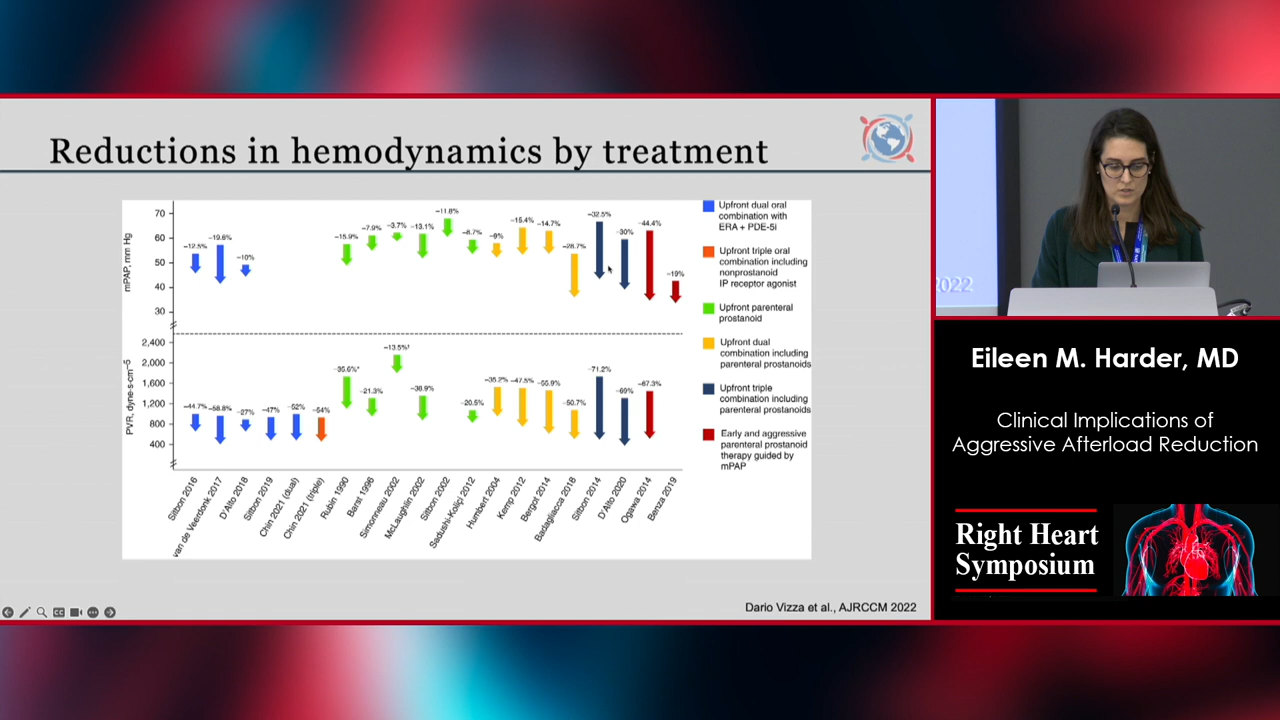 Reductions in hemodynamics by treatment
mPAP, mm Hg
70
60
50
40
30
−12.5%
−19.6%
−10%
−15.9%
−7.9%
−3.7%
−13.1%
−11.8%
−8.7%
−9%
−15.4%
−14.7%
−28.7%
−32.5%
−30%
−44.4%
−19%
PVR, dyne·s·cm−5
2,400
2,000
1,600
1,200
800
400
−44.7%
−58.8%
−27%
−47%
−52%
−54%
−35.6%*
−21.3%
−13.5%†
−38.9%
−20.5%
−35.2%
−47.5%
−55.9%
−50.7%
−71.2%
−69%
−67.3%
Sitbon 2016
van de Veerdonk 2017
D'Alto 2018
Sitbon 2019
Chin 2021 (dual)
Chin 2021 (triple)
Rubin 1990
Barst 1996
Simonneau 2002
McLaughlin 2002
Sitbon 2002
Sadushi-Koliçi 2012
Humbert 2004
Kemp 2012
Bergot 2014
Badagliacca 2018
Sitbon 2014
D'Alto 2020
Ogawa 2014
Benza 2019
Upfront dual oral
combination with
ERA + PDE-5i
Upfront triple oral
combination including
nonprostanoid
IP receptor agonist
Upfront parenteral
prostanoid
Upfront dual
combination including
parenteral prostanoids
Upfront triple
combination including
parenteral prostanoids
Early and aggressive
parenteral prostanoid
therapy guided by
mPAP
Dario Vizza et al., AJRCCM 2022
2022
Eileen M. Harder, MD
Clinical Implications of
Aggressive Afterload Reduction
Right Heart
Symposium